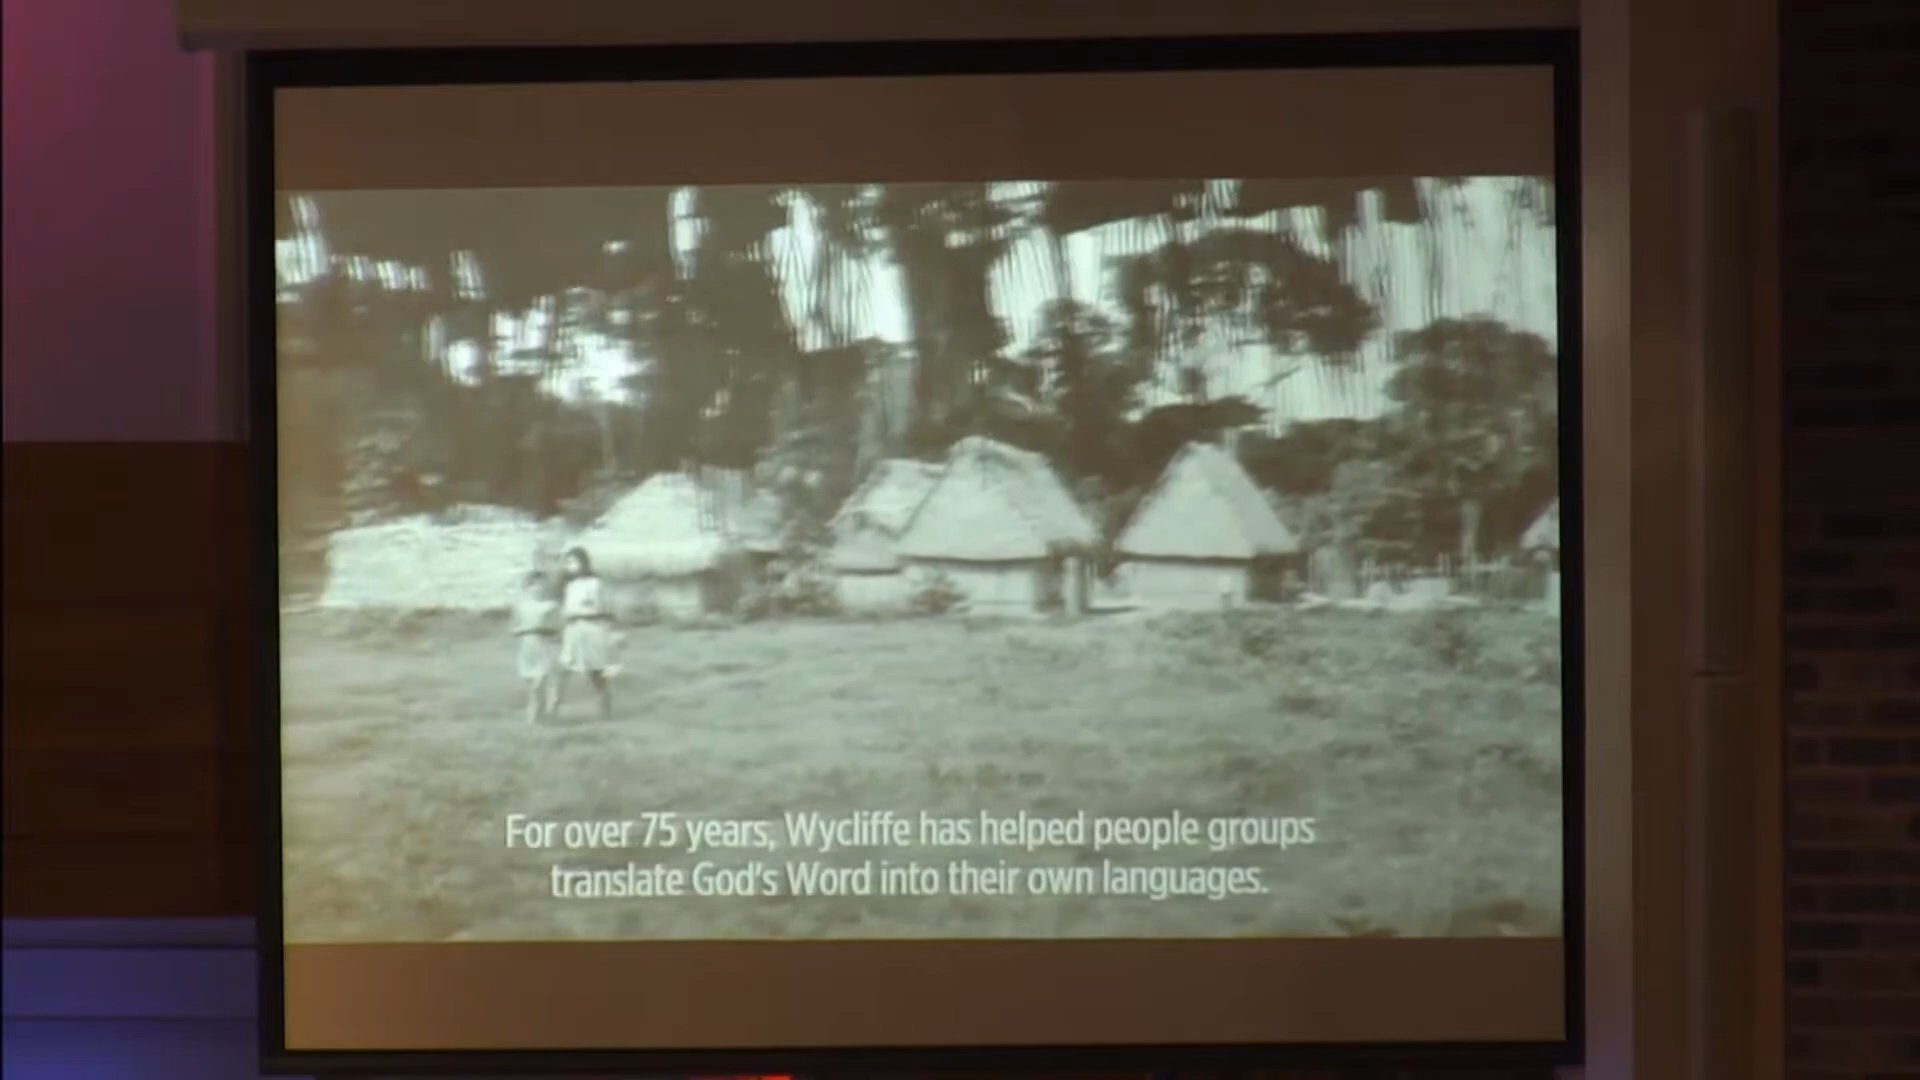 For over 75 years, Wycliffe has helped people groups
translate God's Word into their own languages.